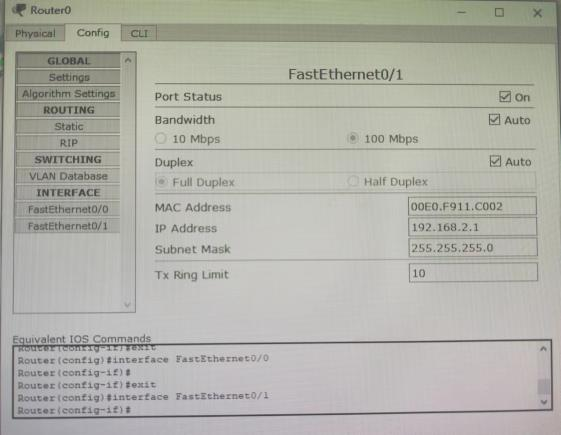 Router0
Physical Config CLI
GLOBAL
Settings
Algorithm Settings
ROUTING
Static
RIP
SWITCHING
VLAN Database
INTERFACE
FastEthernet0/0
FastEthernet0/1
FastEthernet0/1
Port Status On
Bandwidth Auto
10 Mbps 100 Mbps
Duplex Auto
Full Duplex Half Duplex
MAC Address 00E0.F911.C002
IP Address 192.168.2.1
Subnet Mask 255.255.255.0
Tx Ring Limit 10
Equivalent IOS Commands
Router(config-if)#exit
Router(config)#interface FastEthernet0/0
Router(config-if)#
Router(config-if)#exit
Router(config)#interface FastEthernet0/1
Router(config-if)#